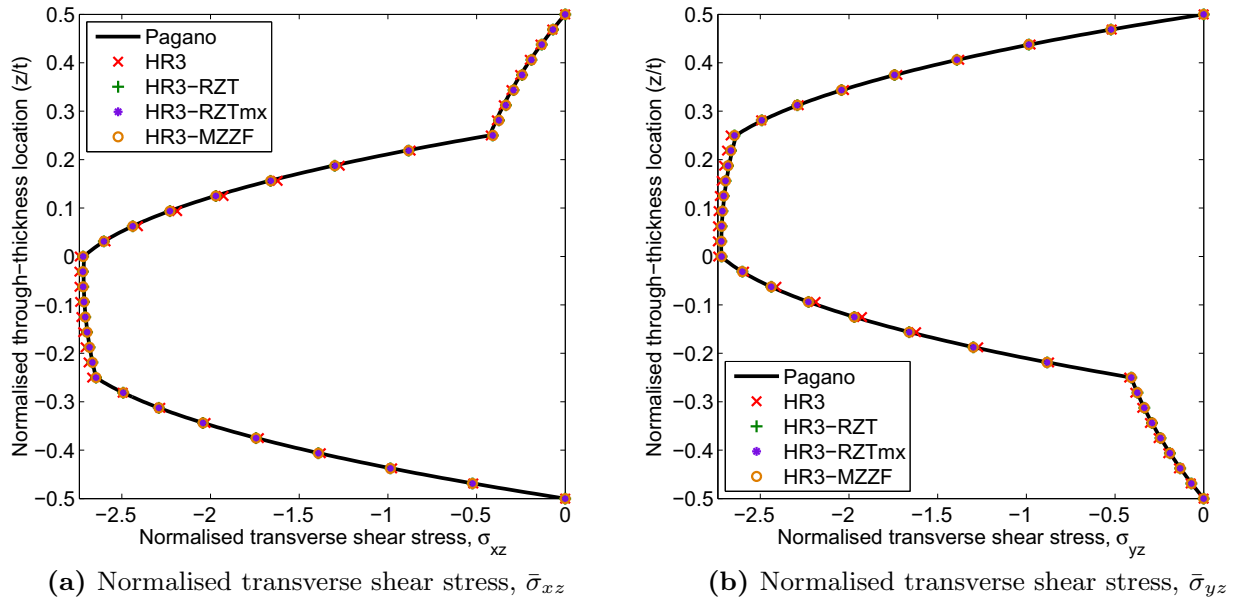 Normalised through-thickness location (z/t)
0.5
0.4
0.3
0.2
0.1
0
−0.1
−0.2
−0.3
−0.4
−0.5
Pagano
HR3
HR3-RZT
HR3-RZTmx
HR3-MZZF
−2.5 −2 −1.5 −1 −0.5 0
Normalised transverse shear stress, σxz
(a) Normalised transverse shear stress, σ̄xz
Normalised through-thickness location (z/t)
0.5
0.4
0.3
0.2
0.1
0
−0.1
−0.2
−0.3
−0.4
−0.5
Pagano
HR3
HR3-RZT
HR3-RZTmx
HR3-MZZF
−2.5 −2 −1.5 −1 −0.5 0
Normalised transverse shear stress, σyz
(b) Normalised transverse shear stress, σ̄yz